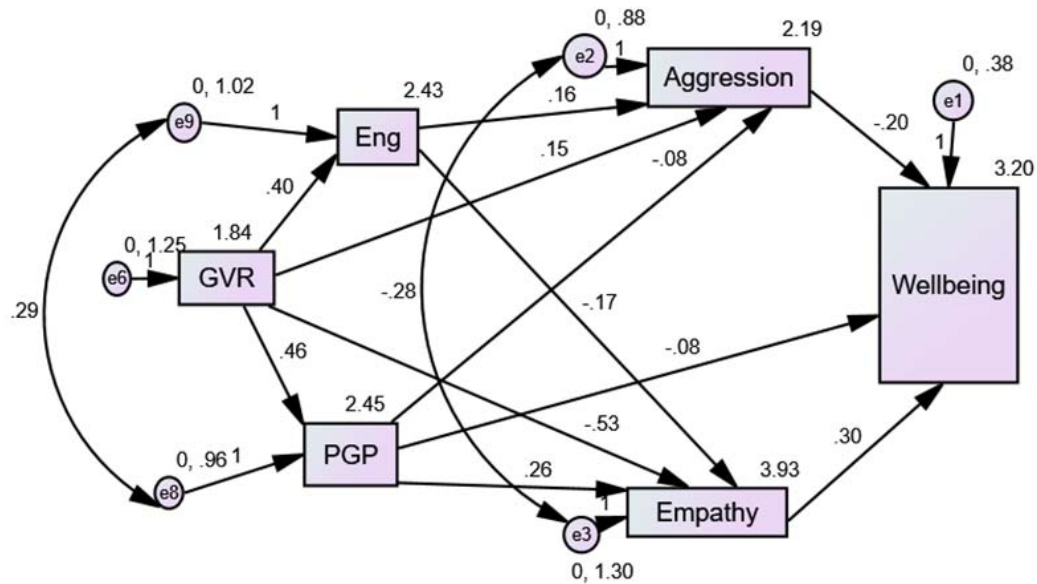 0, .88
2.19
e2
1
Aggression
0, .38
e1
1
0, 1.02
2.43
e9
1
Eng
.16
-.20
3.20
.40
.15
-.08
0, 1.25
1.84
e6
1
GVR
Wellbeing
.29
-.28
-.17
.46
-.08
2.45
-.53
0, .96
1
PGP
.30
e8
.26
3.93
1
Empathy
e3
0, 1.30